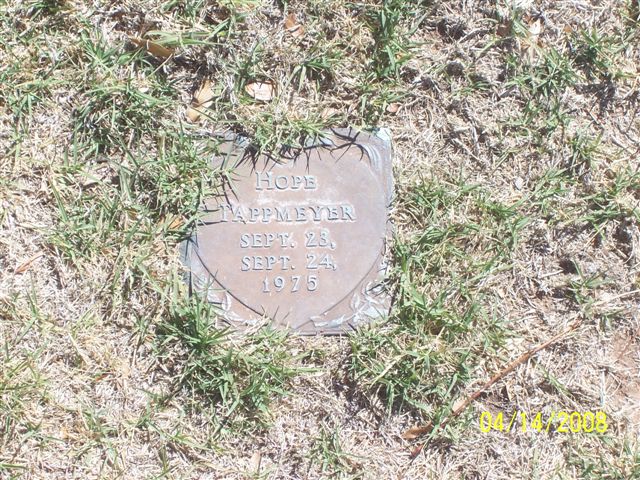 HOPE
TAPPMEYER
SEPT. 23,
SEPT. 24,
1975
04/14/2008